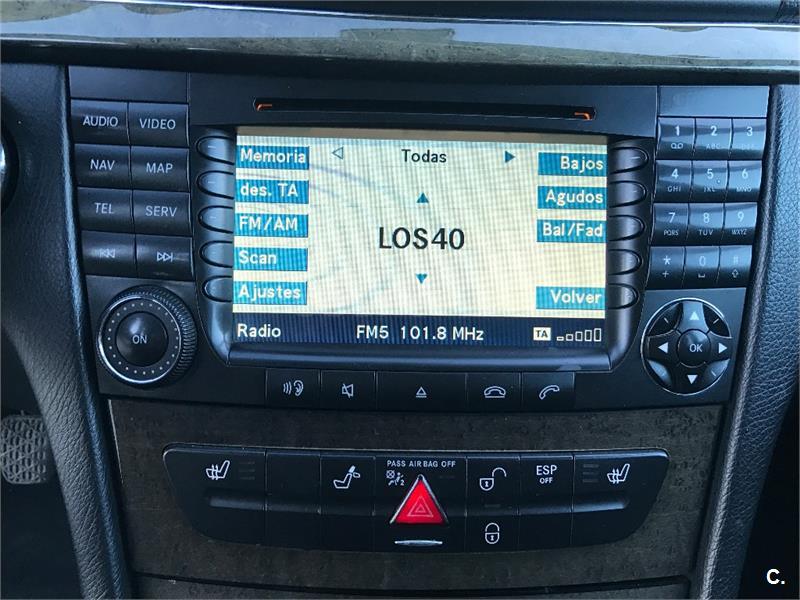 AUDIO VIDEO
NAV MAP
TEL SERV
ON
Memoria Todas Bajos
des. TA Agudos
FM/AM LOS40 Bal/Fad
Scan
Ajustes Volver
Radio FM5 101.8 MHz TA
1 2 ABC 3 DEF
4 GHI 5 JKL 6 MNO
7 PQRS 8 TUV 9 WXYZ
* + 0 #
OK
PASS AIR BAG OFF
2
ESP
OFF
C.